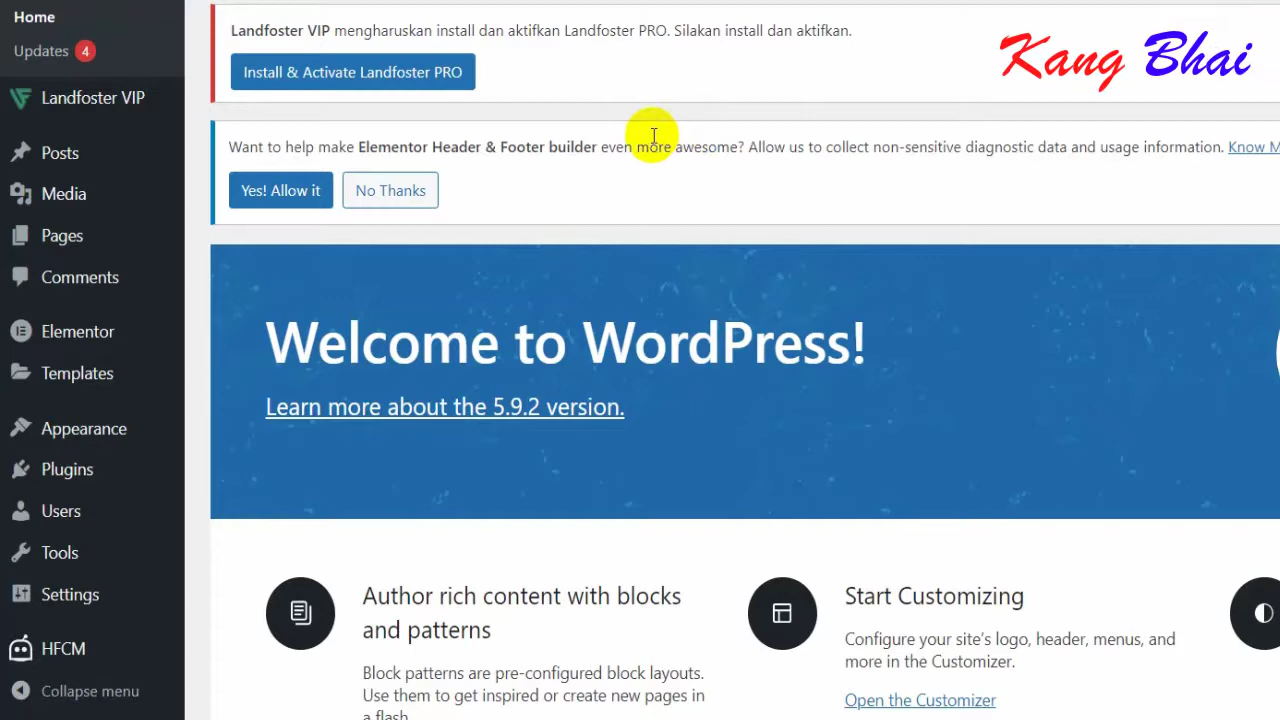 Home
Updates 4
Landfoster VIP
Posts
Media
Pages
Comments
Elementor
Templates
Appearance
Plugins
Users
Tools
Settings
HFCM
Collapse menu
Landfoster VIP mengharuskan install dan aktifkan Landfoster PRO. Silakan install dan aktifkan.
Install & Activate Landfoster PRO
Kang Bhai
Want to help make Elementor Header & Footer builder even more awesome? Allow us to collect non-sensitive diagnostic data and usage information. Know M
Yes! Allow it
No Thanks
Welcome to WordPress!
Learn more about the 5.9.2 version.
Author rich content with blocks
and patterns
Block patterns are pre-configured block layouts.
Use them to get inspired or create new pages in
a flash.
Start Customizing
Configure your site's logo, header, menus, and
more in the Customizer.
Open the Customizer